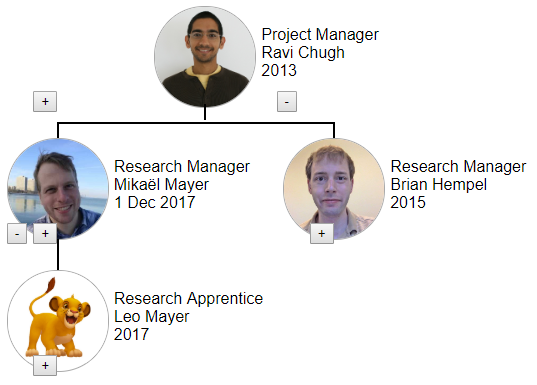 Project Manager
Ravi Chugh
2013
+
-
Research Manager
Mikaël Mayer
1 Dec 2017
Research Manager
Brian Hempel
2015
-
+
+
Research Apprentice
Leo Mayer
2017
+